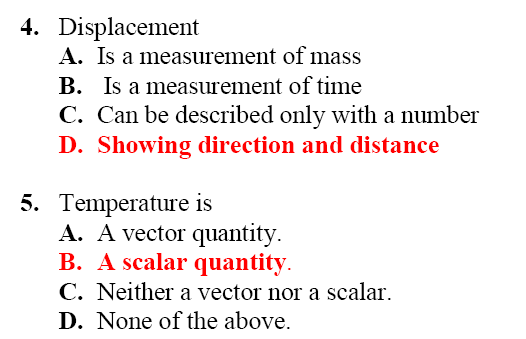 4. Displacement
A. Is a measurement of mass
B. Is a measurement of time
C. Can be described only with a number
D. Showing direction and distance
5. Temperature is
A. A vector quantity.
B. A scalar quantity.
C. Neither a vector nor a scalar.
D. None of the above.